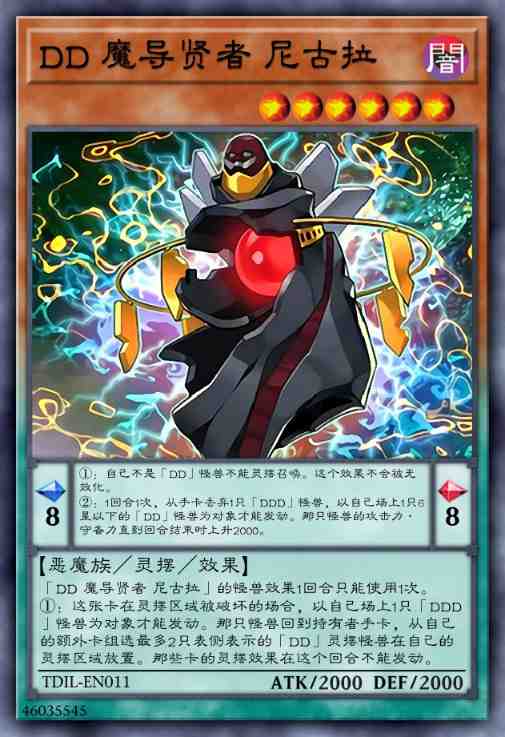 DD 魔导贤者 尼古拉
闇
①：自己不是「DD」怪兽不能灵摆召唤。这个效果不会被无
效化。
②：1回合1次，从手卡丢弃1只「DDD」怪兽，以自己场上1只6
星以下的「DD」怪兽为对象才能发动。那只怪兽的攻击力·
守备力直到回合结束时上升2000。
8
8
【恶魔族／灵摆／效果】
「DD 魔导贤者 尼古拉」的怪兽效果1回合只能使用1次。
①：这张卡在灵摆区域被破坏的场合，以自己场上1只「DDD
」怪兽为对象才能发动。那只怪兽回到持有者手卡，从自己
的额外卡组选最多2只表侧表示的「DD」灵摆怪兽在自己的
灵摆区域放置。那些卡的灵摆效果在这个回合不能发动。
TDIL-EN011
ATK/2000 DEF/2000
46035545